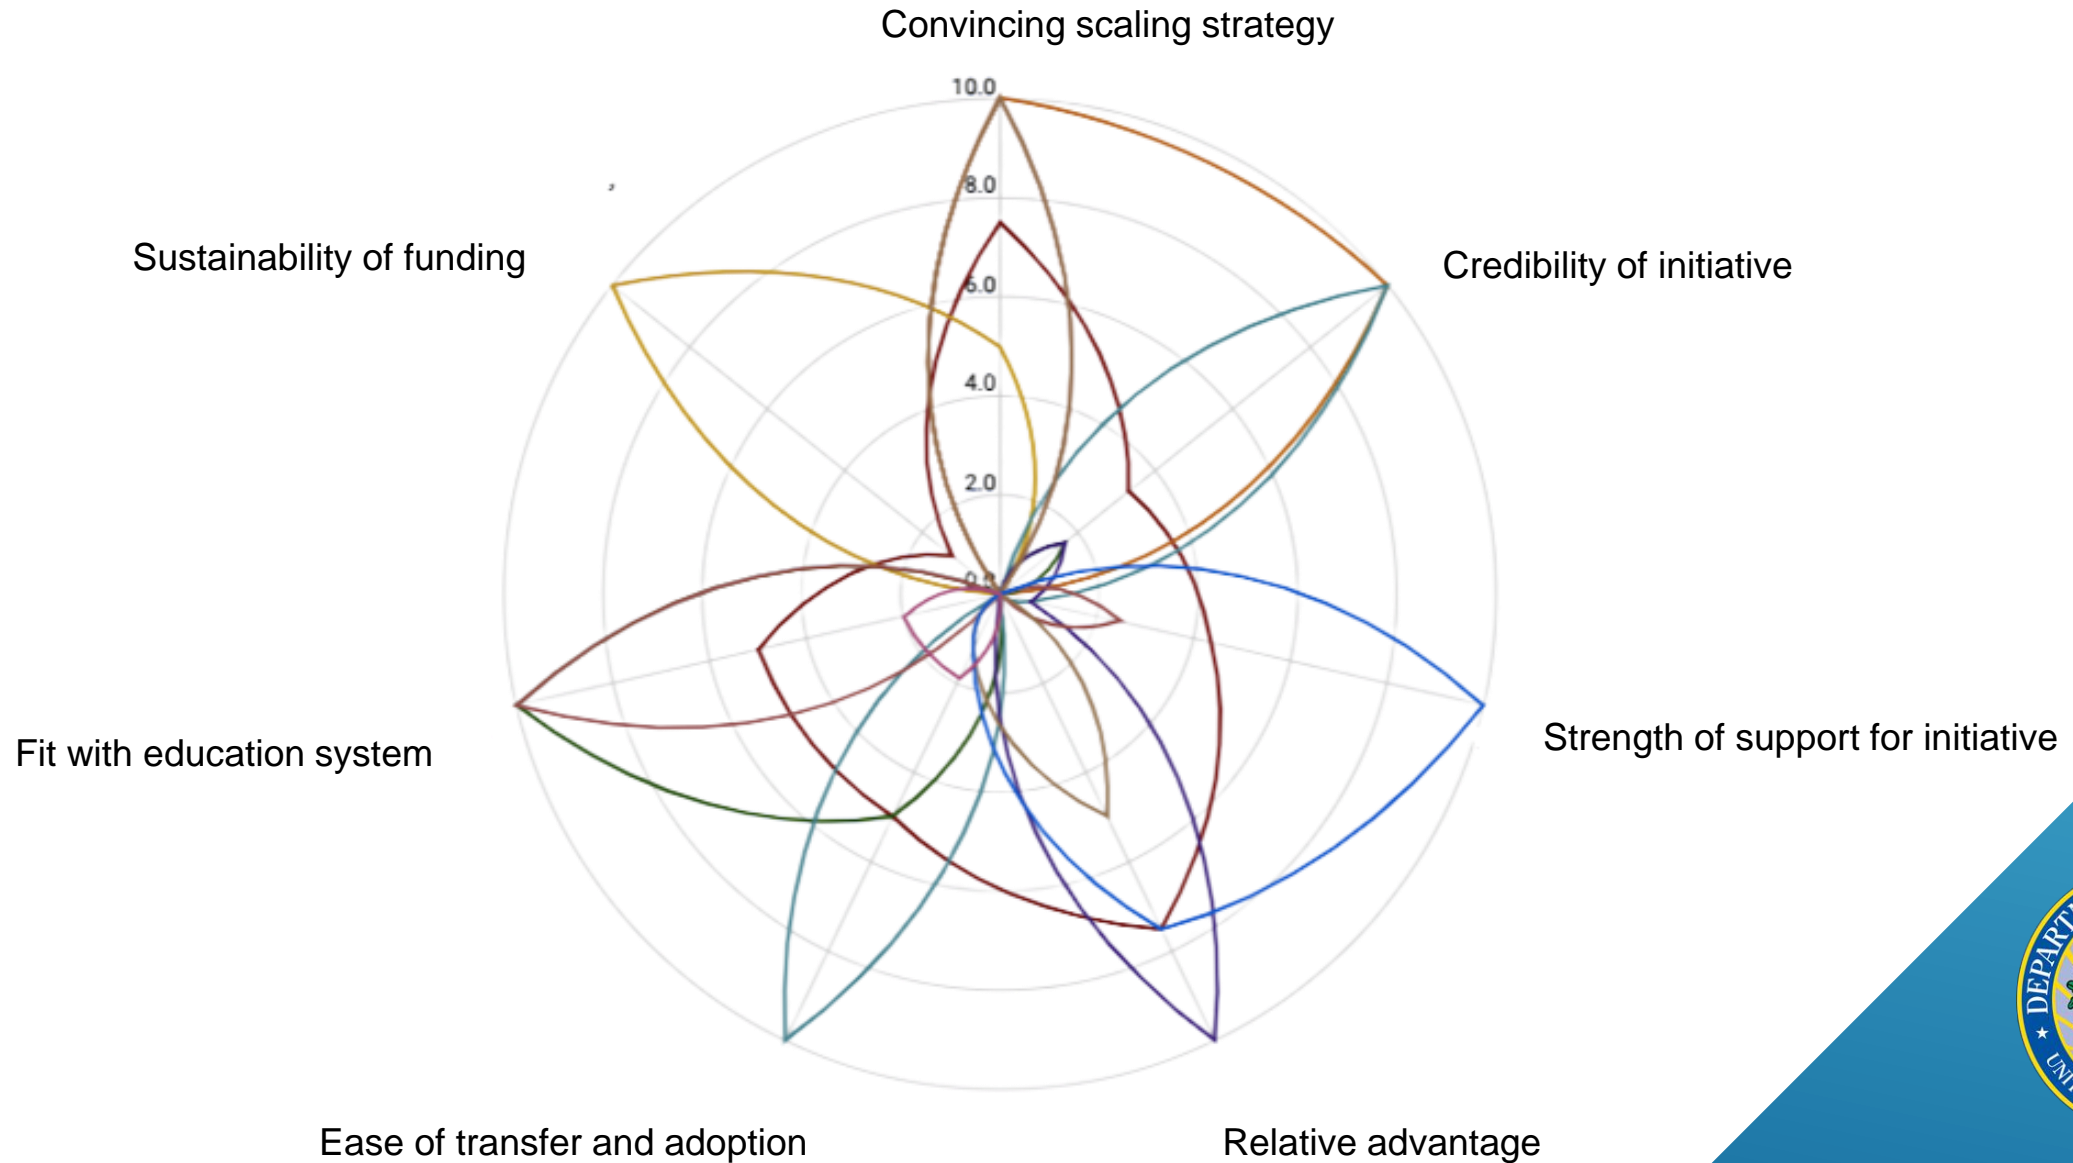 Convincing scaling strategy
10.0
8.0
Sustainability of funding
Credibility of initiative
6.0
4.0
2.0
Fit with education system
Strength of support for initiative
Ease of transfer and adoption
Relative advantage